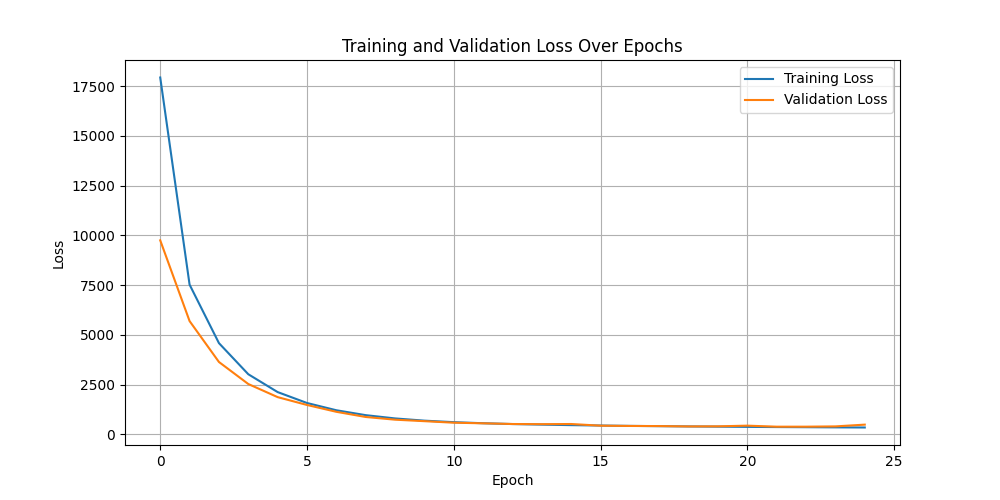 Training and Validation Loss Over Epochs
Training Loss
Validation Loss
17500
15000
12500
10000
7500
5000
2500
0
Loss
0 5 10 15 20 25
Epoch